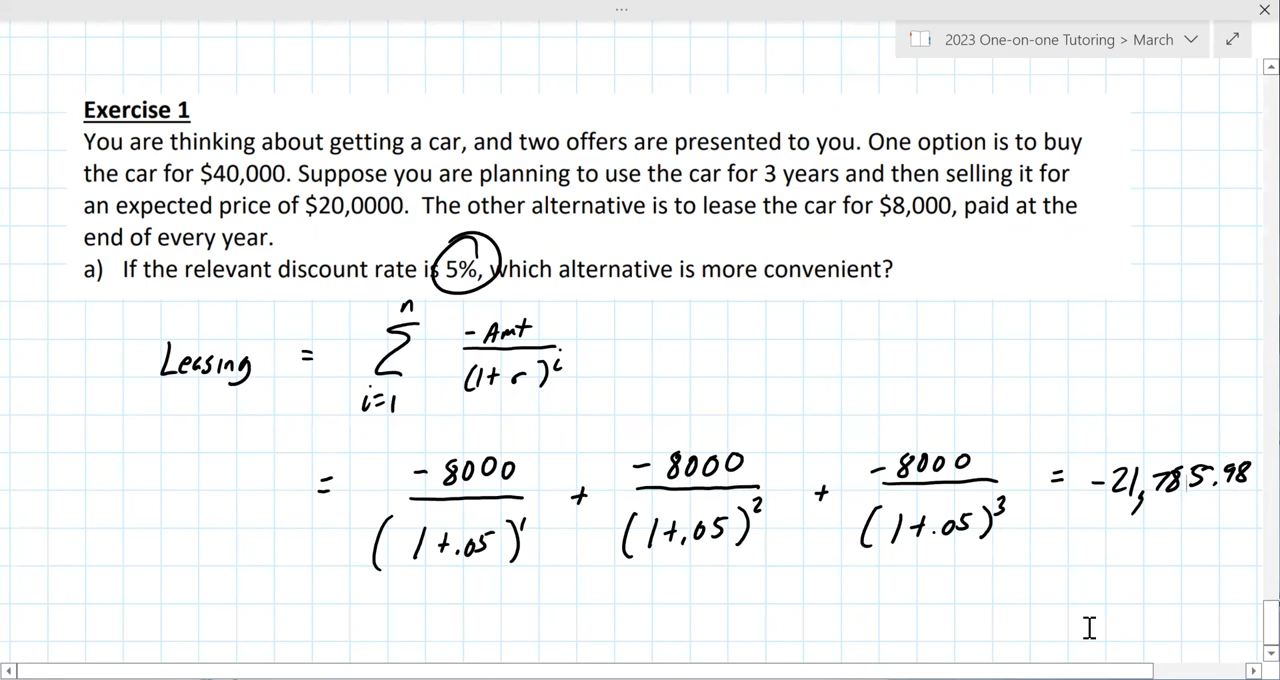 2023 One-on-one Tutoring > March
Exercise 1
You are thinking about getting a car, and two offers are presented to you. One option is to buy
the car for $40,000. Suppose you are planning to use the car for 3 years and then selling it for
an expected price of $20,0000. The other alternative is to lease the car for $8,000, paid at the
end of every year.
a) If the relevant discount rate is 5%, which alternative is more convenient?
n
Leasing = Σ -Amt / (1+r)^i
i=1
= -8000 / (1+.05)^1 + -8000 / (1+.05)^2 + -8000 / (1+.05)^3 = -21,785.98